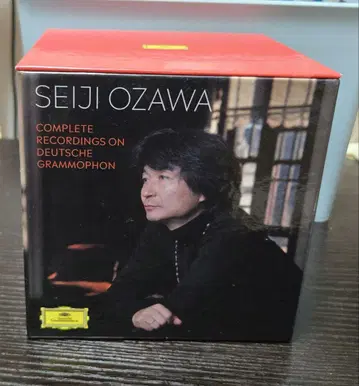 SEIJI OZAWA
COMPLETE
RECORDINGS ON
DEUTSCHE
GRAMMOPHON